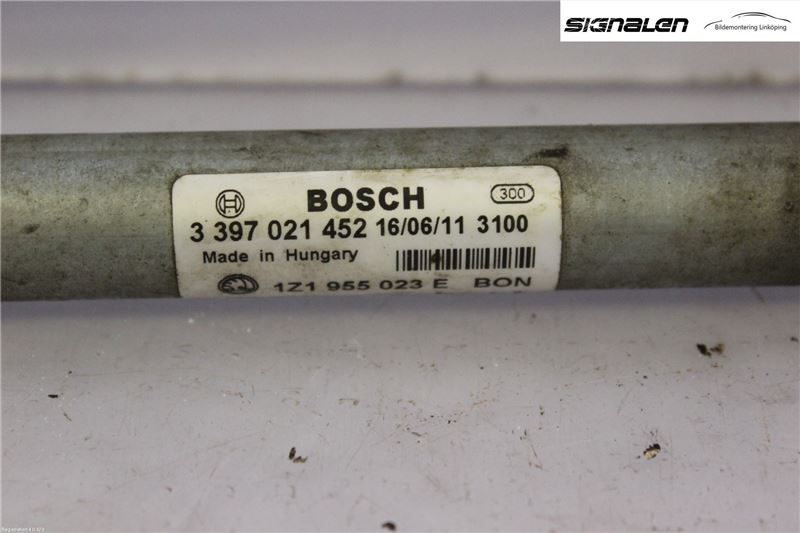 SIGNALEN
Bildemontering Linköping
BOSCH
300
3 397 021 452 16/06/11 3100
Made in Hungary
1Z1 955 023 E BON